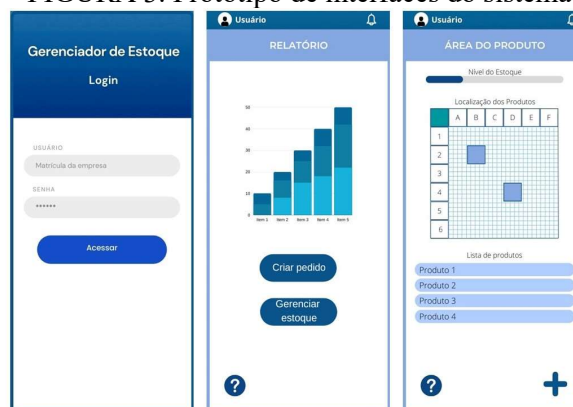 FIGURA 5: Protótipo de interfaces do sistema
Gerenciador de Estoque
Login
USUÁRIO
Matrícula da empresa
SENHA
******
Acessar
Usuário
RELATÓRIO
50
40
30
20
10
0
Item 1 Item 2 Item 3 Item 4 Item 5
Criar pedido
Gerenciar
estoque
?
Usuário
ÁREA DO PRODUTO
Nível do Estoque
Localização dos Produtos
A B C D E F
1
2
3
4
5
6
Lista de produtos
Produto 1
Produto 2
Produto 3
Produto 4
?
+